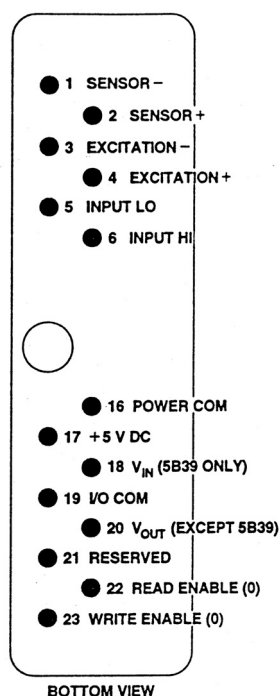 1 SENSOR –
2 SENSOR +
3 EXCITATION –
4 EXCITATION +
5 INPUT LO
6 INPUT HI
16 POWER COM
17 +5 V DC
18 VIN (5B39 ONLY)
19 I/O COM
20 VOUT (EXCEPT 5B39)
21 RESERVED
22 READ ENABLE (0)
23 WRITE ENABLE (0)
BOTTOM VIEW